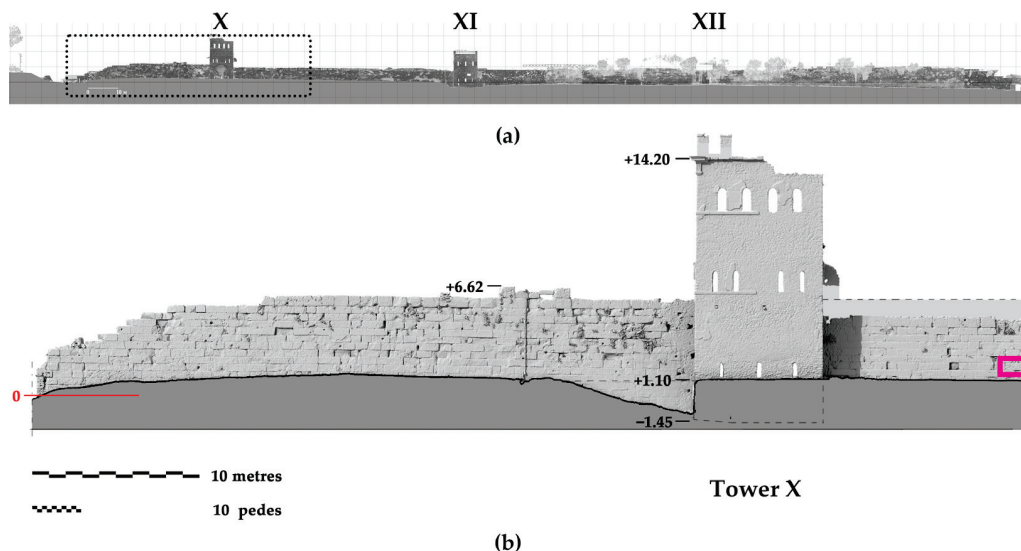 X XI XII
(a)
+14.20
+6.62
+1.10
0
−1.45
10 metres
Tower X
10 pedes
(b)